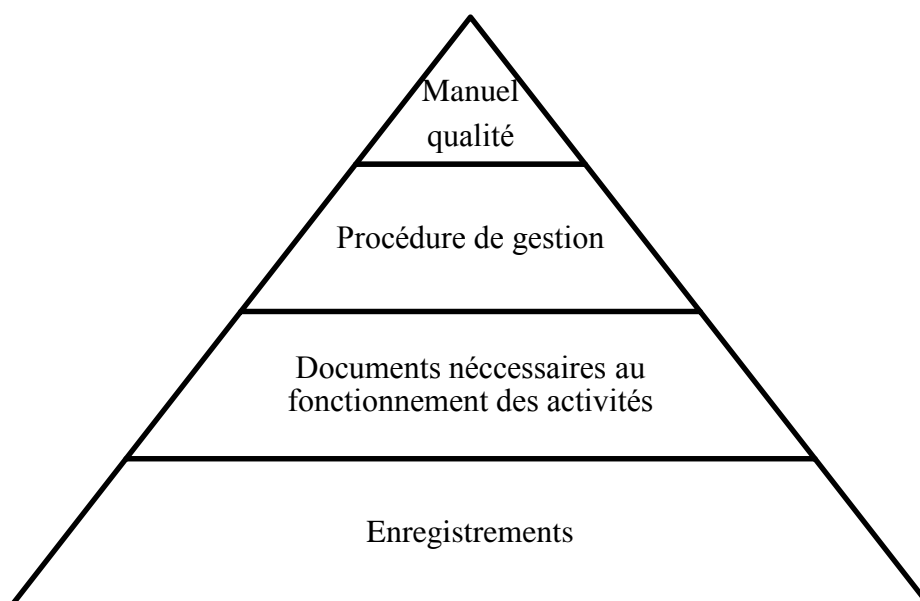 Manuel
qualité
Procédure de gestion
Documents néccessaires au
fonctionnement des activités
Enregistrements